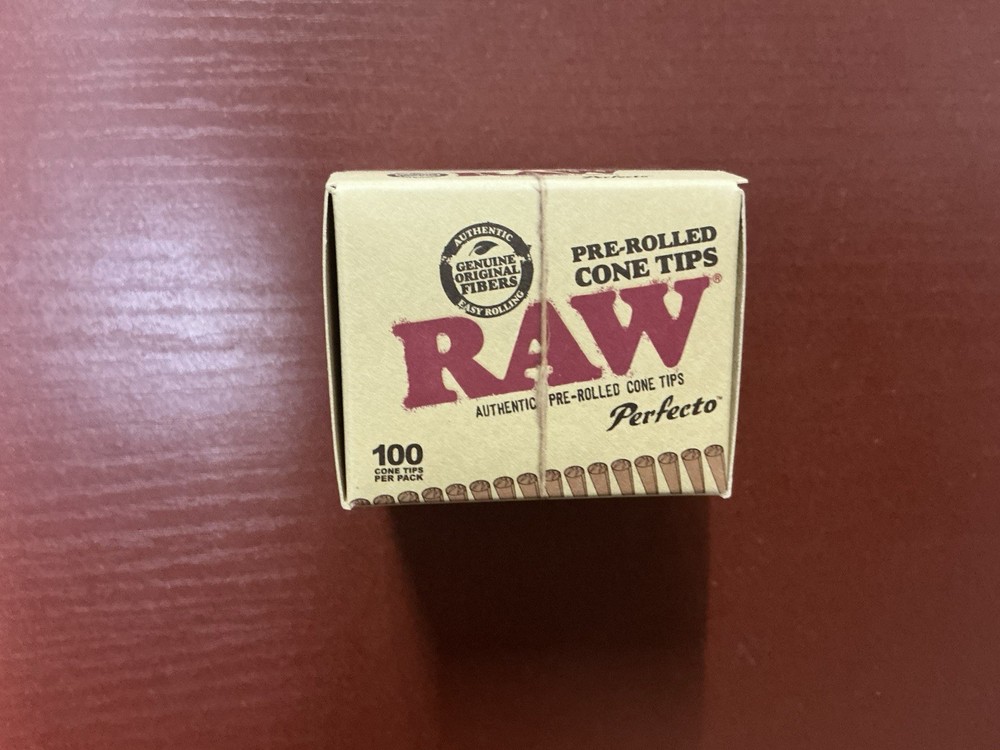 AUTHENTIC
GENUINE
ORIGINAL
FIBERS
EASY ROLLING
PRE-ROLLED
CONE TIPS
RAW®
AUTHENTIC PRE-ROLLED CONE TIPS
Perfecto™
100
CONE TIPS
PER PACK
Perfecto